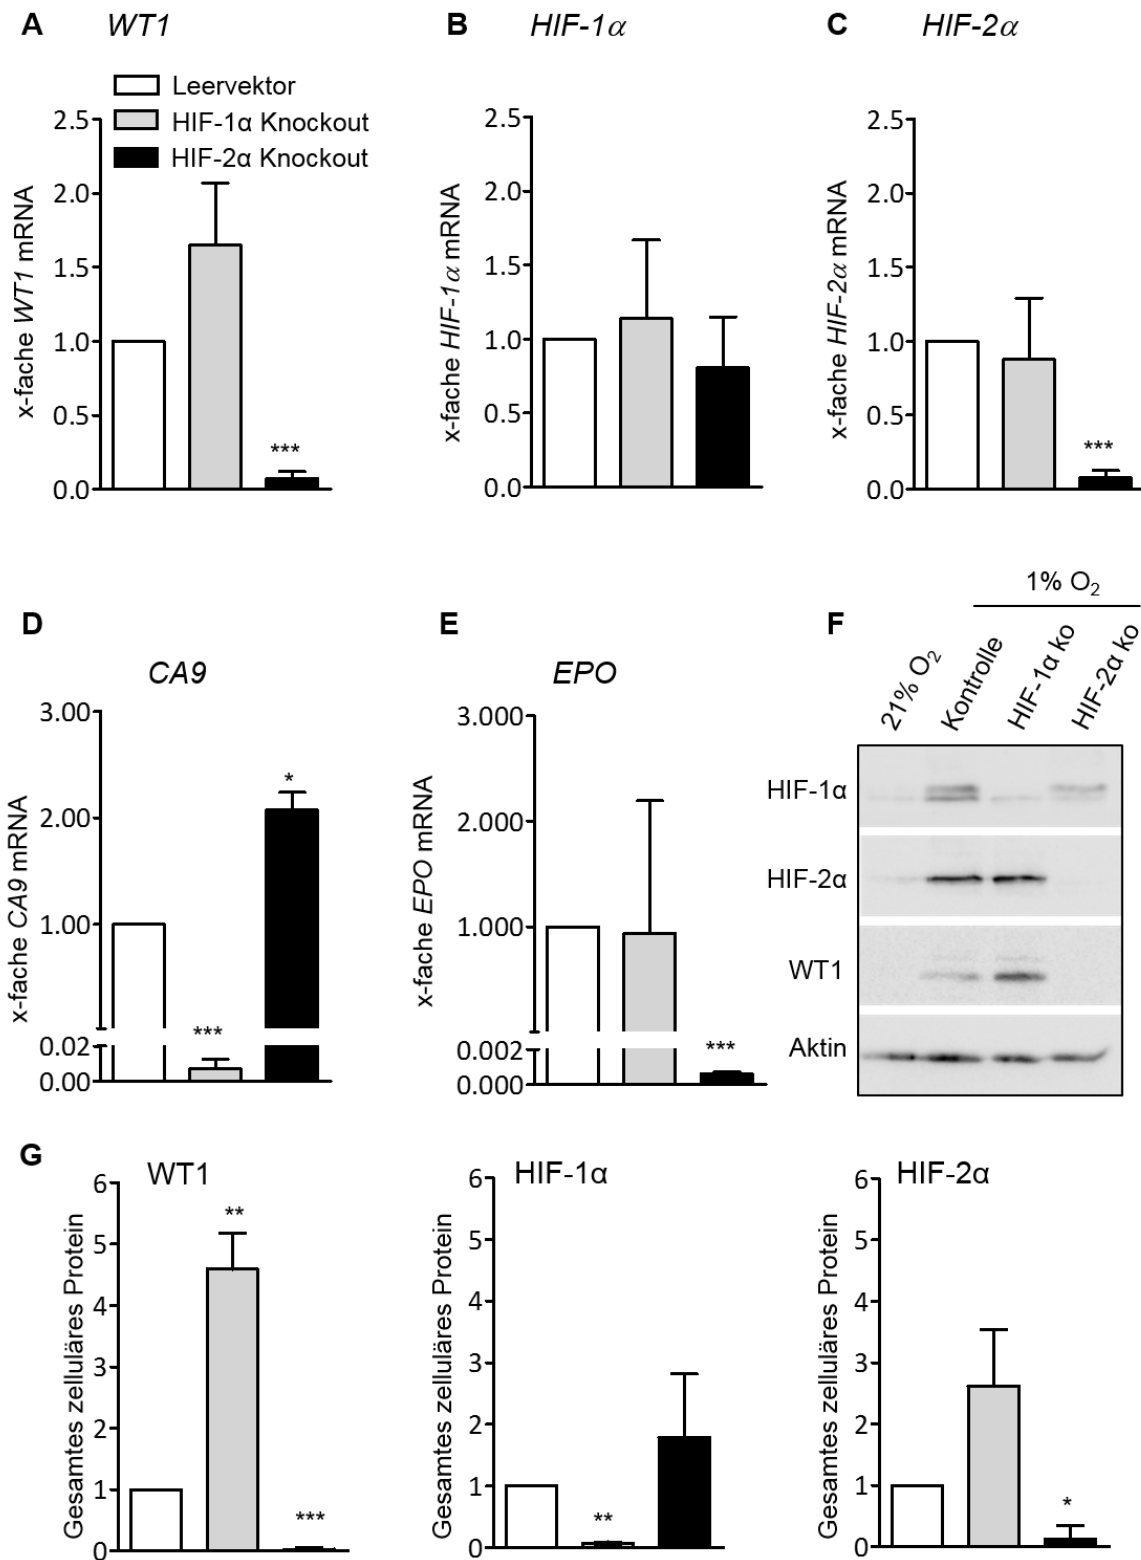 A WT1
Leervektor
HIF-1α Knockout
HIF-2α Knockout
x-fache WT1 mRNA
2.5
2.0
1.5
1.0
0.5
0.0
***
B HIF-1α
x-fache HIF-1α mRNA
2.5
2.0
1.5
1.0
0.5
0.0
C HIF-2α
x-fache HIF-2α mRNA
2.5
2.0
1.5
1.0
0.5
0.0
***
D
CA9
x-fache CA9 mRNA
3.00
2.00
1.00
0.02
0.00
***
*
E
EPO
x-fache EPO mRNA
3.000
2.000
1.000
0.002
0.000
***
F
1% O₂
21% O₂
Kontrolle
HIF-1α ko
HIF-2α ko
HIF-1α
HIF-2α
WT1
Aktin
G
WT1
Gesamtes zelluläres Protein
6
5
4
3
2
1
0
**
***
HIF-1α
Gesamtes zelluläres Protein
6
5
4
3
2
1
0
**
HIF-2α
Gesamtes zelluläres Protein
6
5
4
3
2
1
0
*